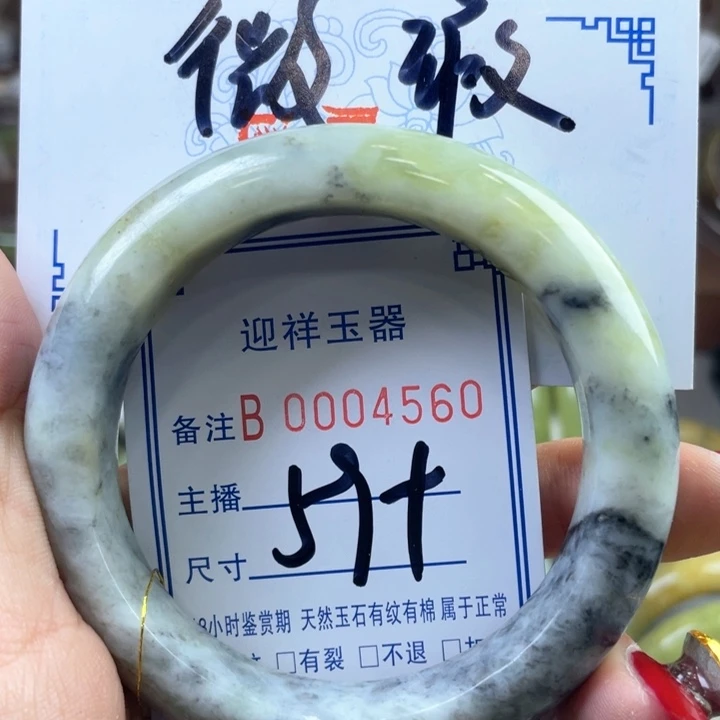 微瑕
迎祥玉器
备注 B 0004560
主播
尺寸 59+
8小时鉴赏期 天然玉石有纹有棉 属于正常
□有裂 □不退